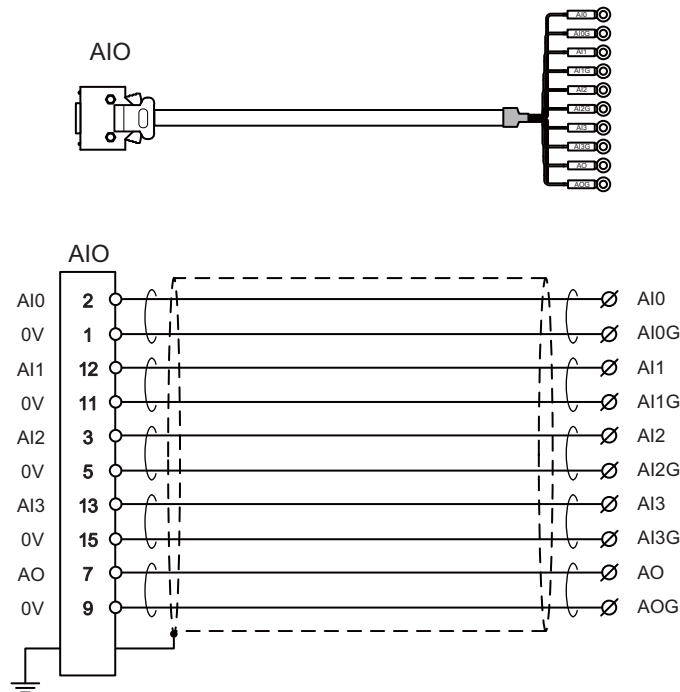 AIO
AI0
AI0G
AI1
AI1G
AI2
AI2G
AI3
AI3G
AO
AOG
AIO
AI0 2 AI0
0V 1 AI0G
AI1 12 AI1
0V 11 AI1G
AI2 3 AI2
0V 5 AI2G
AI3 13 AI3
0V 15 AI3G
AO 7 AO
0V 9 AOG